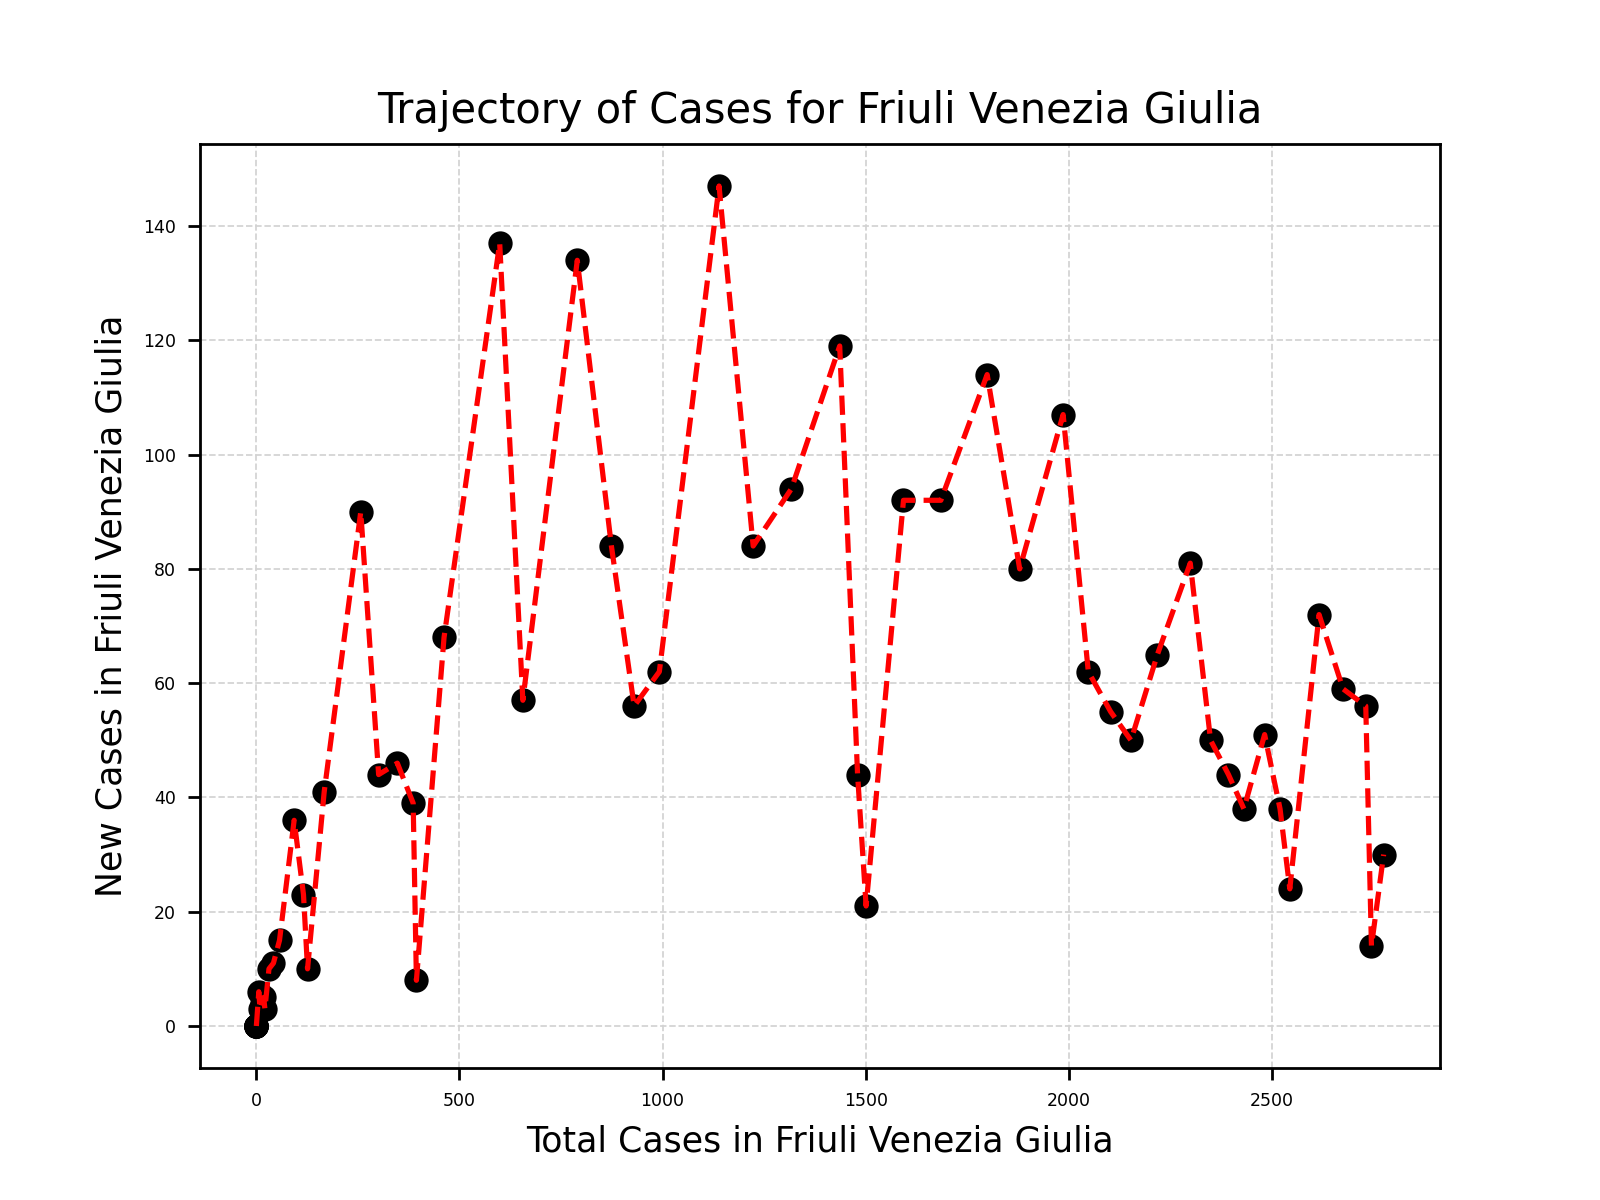 Trajectory of Cases for Friuli Venezia Giulia
New Cases in Friuli Venezia Giulia
140
120
100
80
60
40
20
0
0 500 1000 1500 2000 2500
Total Cases in Friuli Venezia Giulia